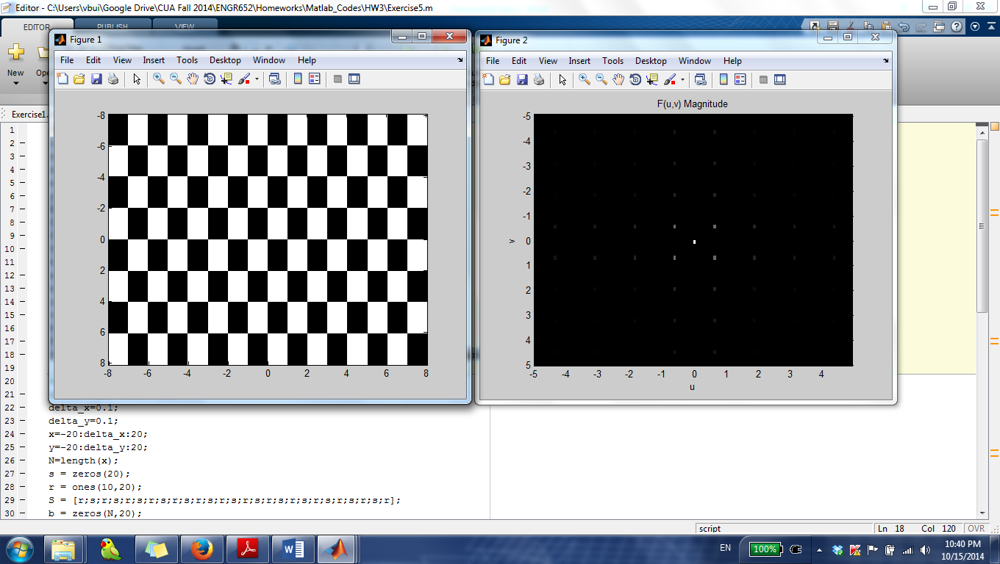 Editor - C:\Users\vbui\Google Drive\CUA Fall 2014\ENGR652\Homeworks\Matlab_Codes\HW3\Exercise5.m
EDITOR PUBLISH VIEW
New
Exercise1.
Figure 1
File Edit View Insert Tools Desktop Window Help
-8
-6
-4
-2
0
2
4
6
8
-8 -6 -4 -2 0 2 4 6 8
Figure 2
File Edit View Insert Tools Desktop Window Help
F(u,v) Magnitude
-5
-4
-3
-2
-1
0
1
2
3
4
5
v
-5 -4 -3 -2 -1 0 1 2 3 4
u
1
2
3
4
5
6
7
8
9
10
11
12
13
14
15
16
17
18
19
20
21
22 delta_x=0.1;
23 delta_y=0.1;
24 x=-20:delta_x:20;
25 y=-20:delta_y:20;
26 N=length(x);
27 s = zeros(20);
28 r = ones(10,20);
29 S = [r;s;r;s;r;s;r;s;r;s;r;s;r;s;r;s;r;s;r;s;r;s;r;s;r;s;r];
30 b = zeros(N,20);
script Ln 18 Col 120 OVR
EN 100% 10:40 PM
10/15/2014